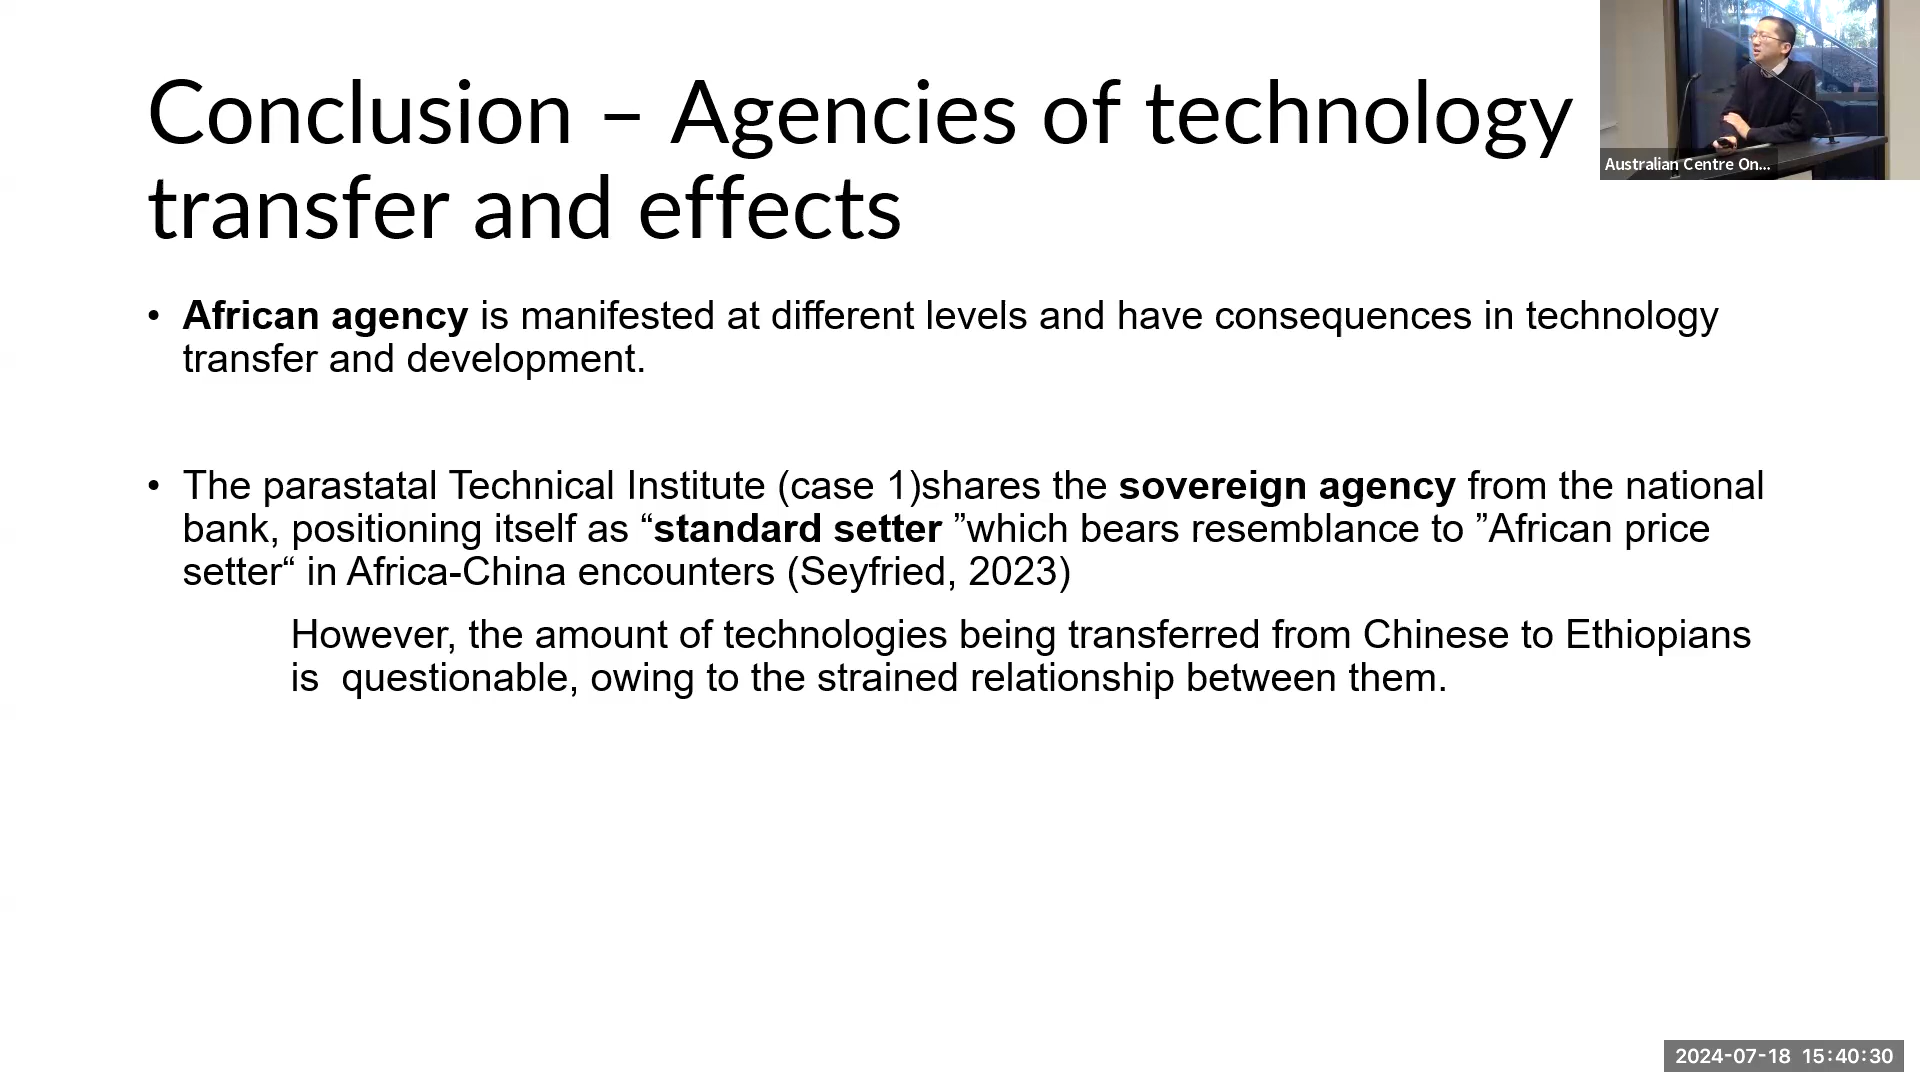 Conclusion – Agencies of technology
transfer and effects
Australian Centre On...
• African agency is manifested at different levels and have consequences in technology
transfer and development.
• The parastatal Technical Institute (case 1)shares the sovereign agency from the national
bank, positioning itself as “standard setter ”which bears resemblance to ”African price
setter“ in Africa-China encounters (Seyfried, 2023)
However, the amount of technologies being transferred from Chinese to Ethiopians
is  questionable, owing to the strained relationship between them.
2024-07-18 15:40:30